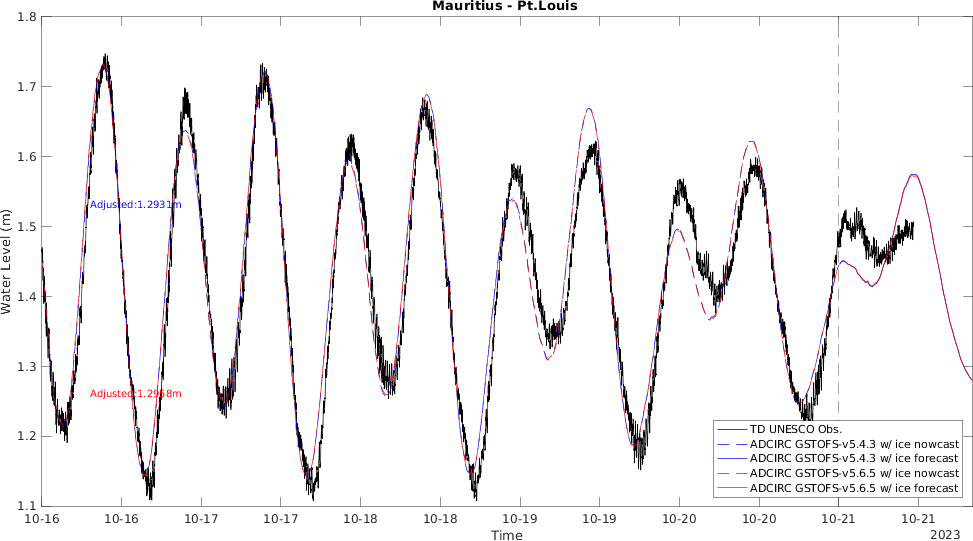 Mauritius - Pt.Louis
1.8
1.7
1.6
1.5
1.4
1.3
1.2
1.1
Water Level (m)
Adjusted:1.2931m
Adjusted:1.2958m
TD UNESCO Obs.
ADCIRC GSTOFS-v5.4.3 w/ ice nowcast
ADCIRC GSTOFS-v5.4.3 w/ ice forecast
ADCIRC GSTOFS-v5.6.5 w/ ice nowcast
ADCIRC GSTOFS-v5.6.5 w/ ice forecast
10-16 10-16 10-17 10-17 10-18 10-18 10-19 10-19 10-20 10-20 10-21 10-21
Time
2023